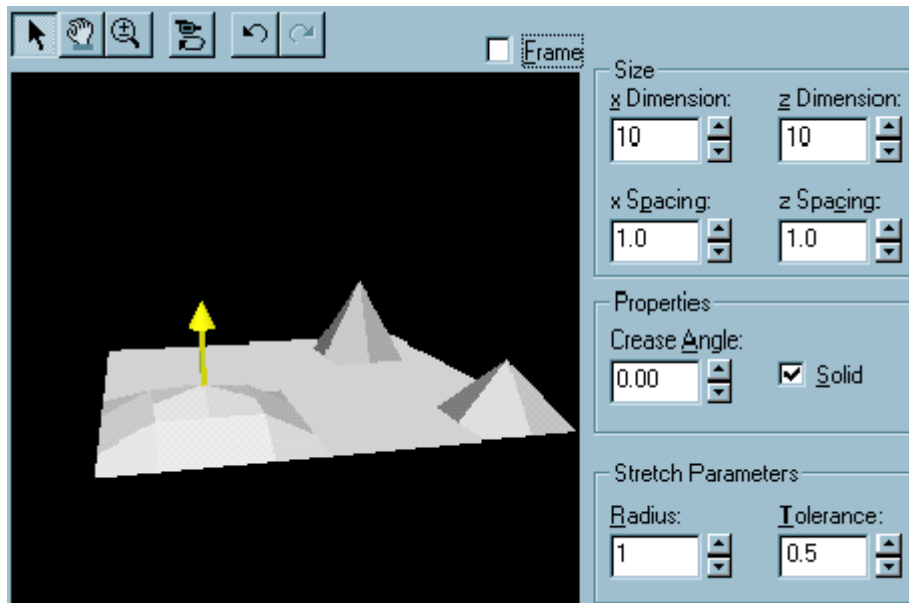 Frame
Size
x Dimension: z Dimension:
10 10
x Spacing: z Spacing:
1.0 1.0
Properties
Crease Angle:
0.00 Solid
Stretch Parameters
Radius: Tolerance:
1 0.5